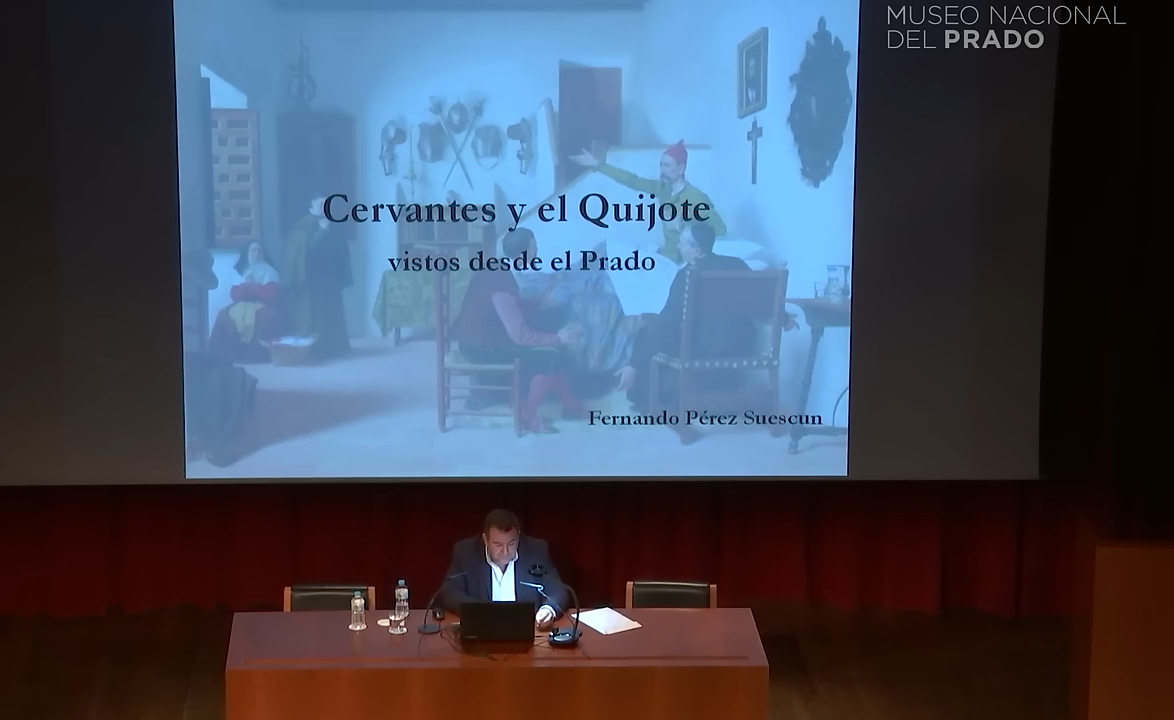 MUSEO NACIONAL
DEL PRADO
Cervantes y el Quijote
vistos desde el Prado
Fernando Pérez Suescun